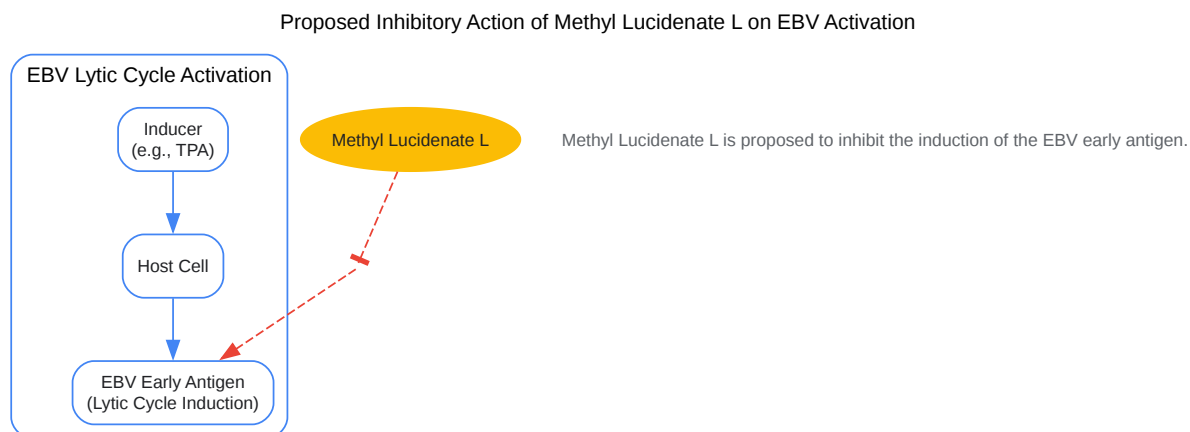 Proposed Inhibitory Action of Methyl Lucidenate L on EBV Activation
EBV Lytic Cycle Activation
Inducer
(e.g., TPA)
Methyl Lucidenate L
Methyl Lucidenate L is proposed to inhibit the induction of the EBV early antigen.
Host Cell
EBV Early Antigen
(Lytic Cycle Induction)